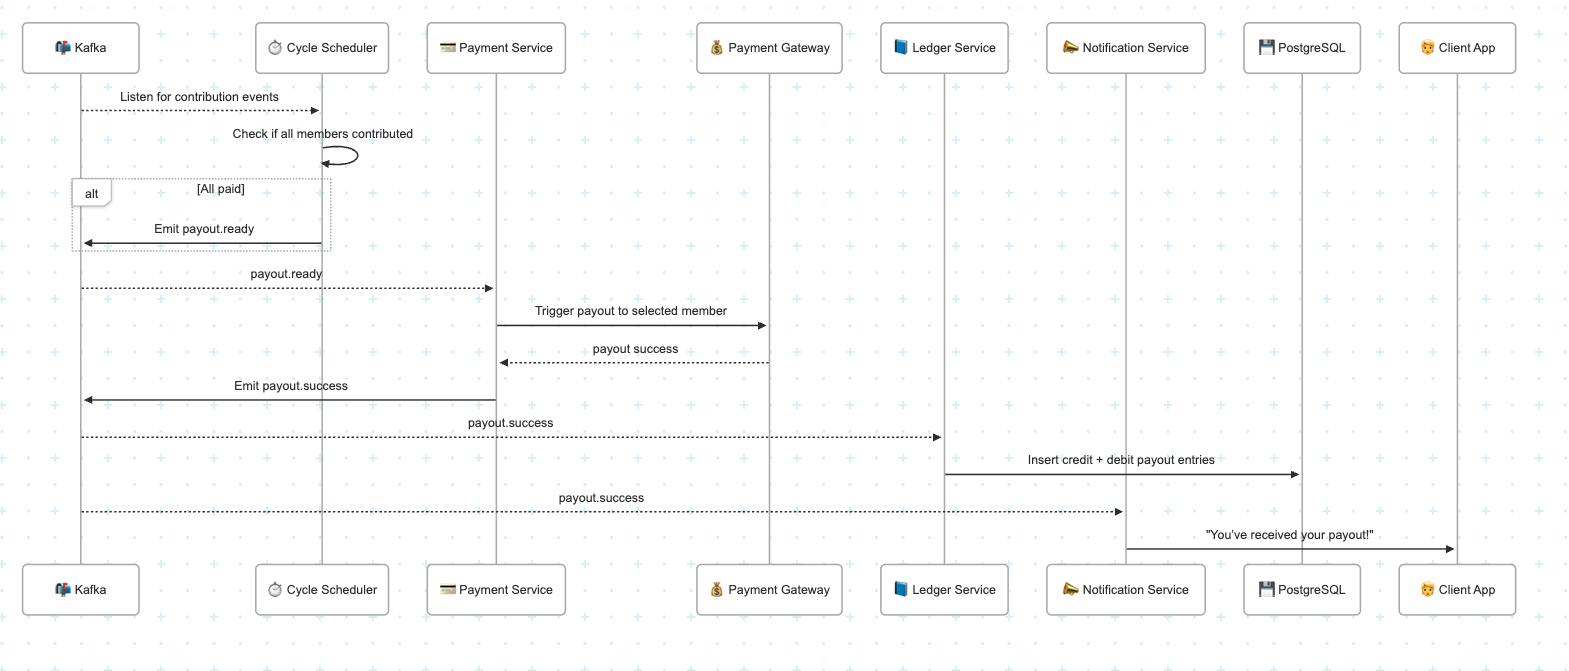 Kafka
Cycle Scheduler
Payment Service
Payment Gateway
Ledger Service
Notification Service
PostgreSQL
Client App
Listen for contribution events
Check if all members contributed
alt
[All paid]
Emit payout.ready
payout.ready
Trigger payout to selected member
payout success
Emit payout.success
payout.success
Insert credit + debit payout entries
payout.success
"You've received your payout!"
Kafka
Cycle Scheduler
Payment Service
Payment Gateway
Ledger Service
Notification Service
PostgreSQL
Client App